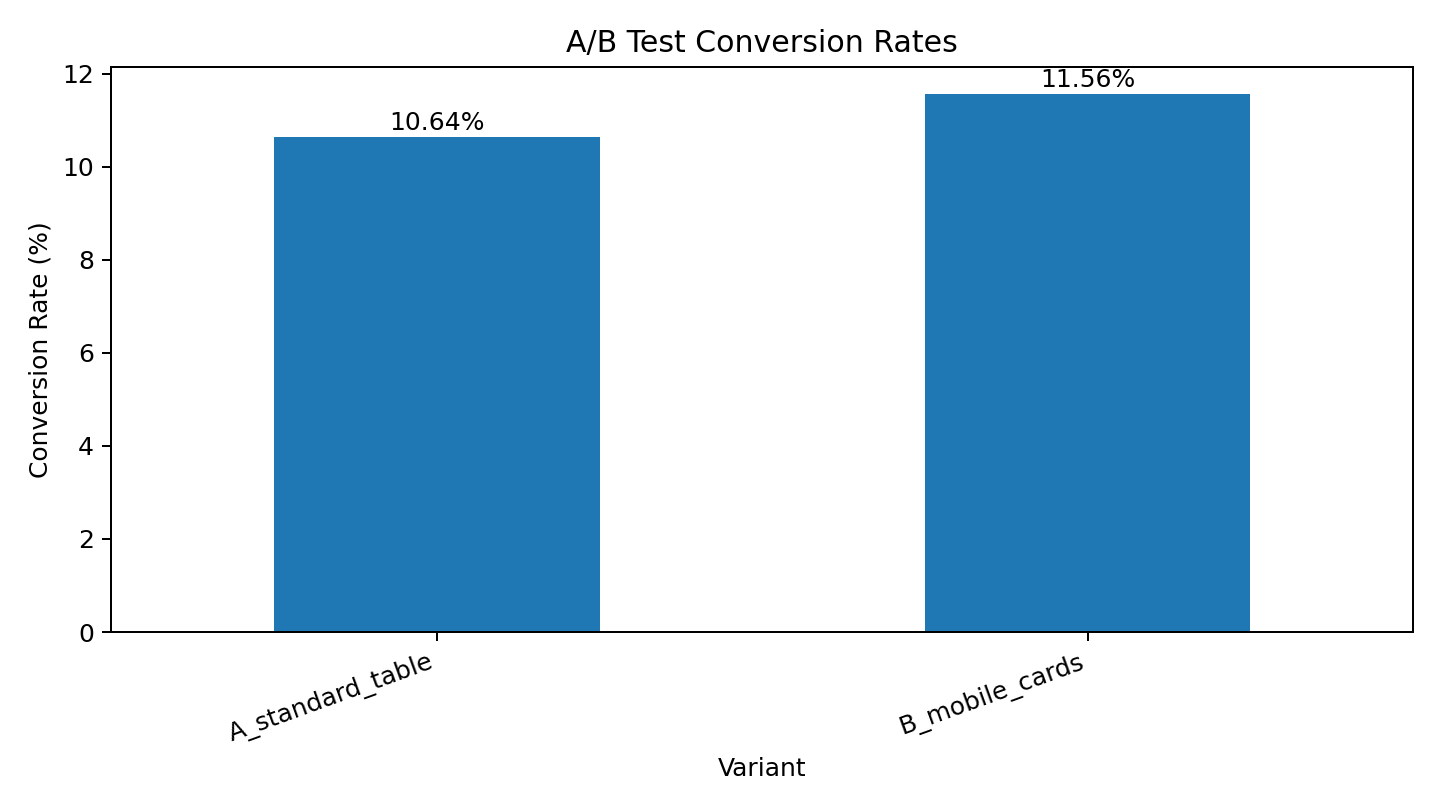 A/B Test Conversion Rates
12
10
8
6
4
2
0
Conversion Rate (%)
10.64%
11.56%
A_standard_table
B_mobile_cards
Variant